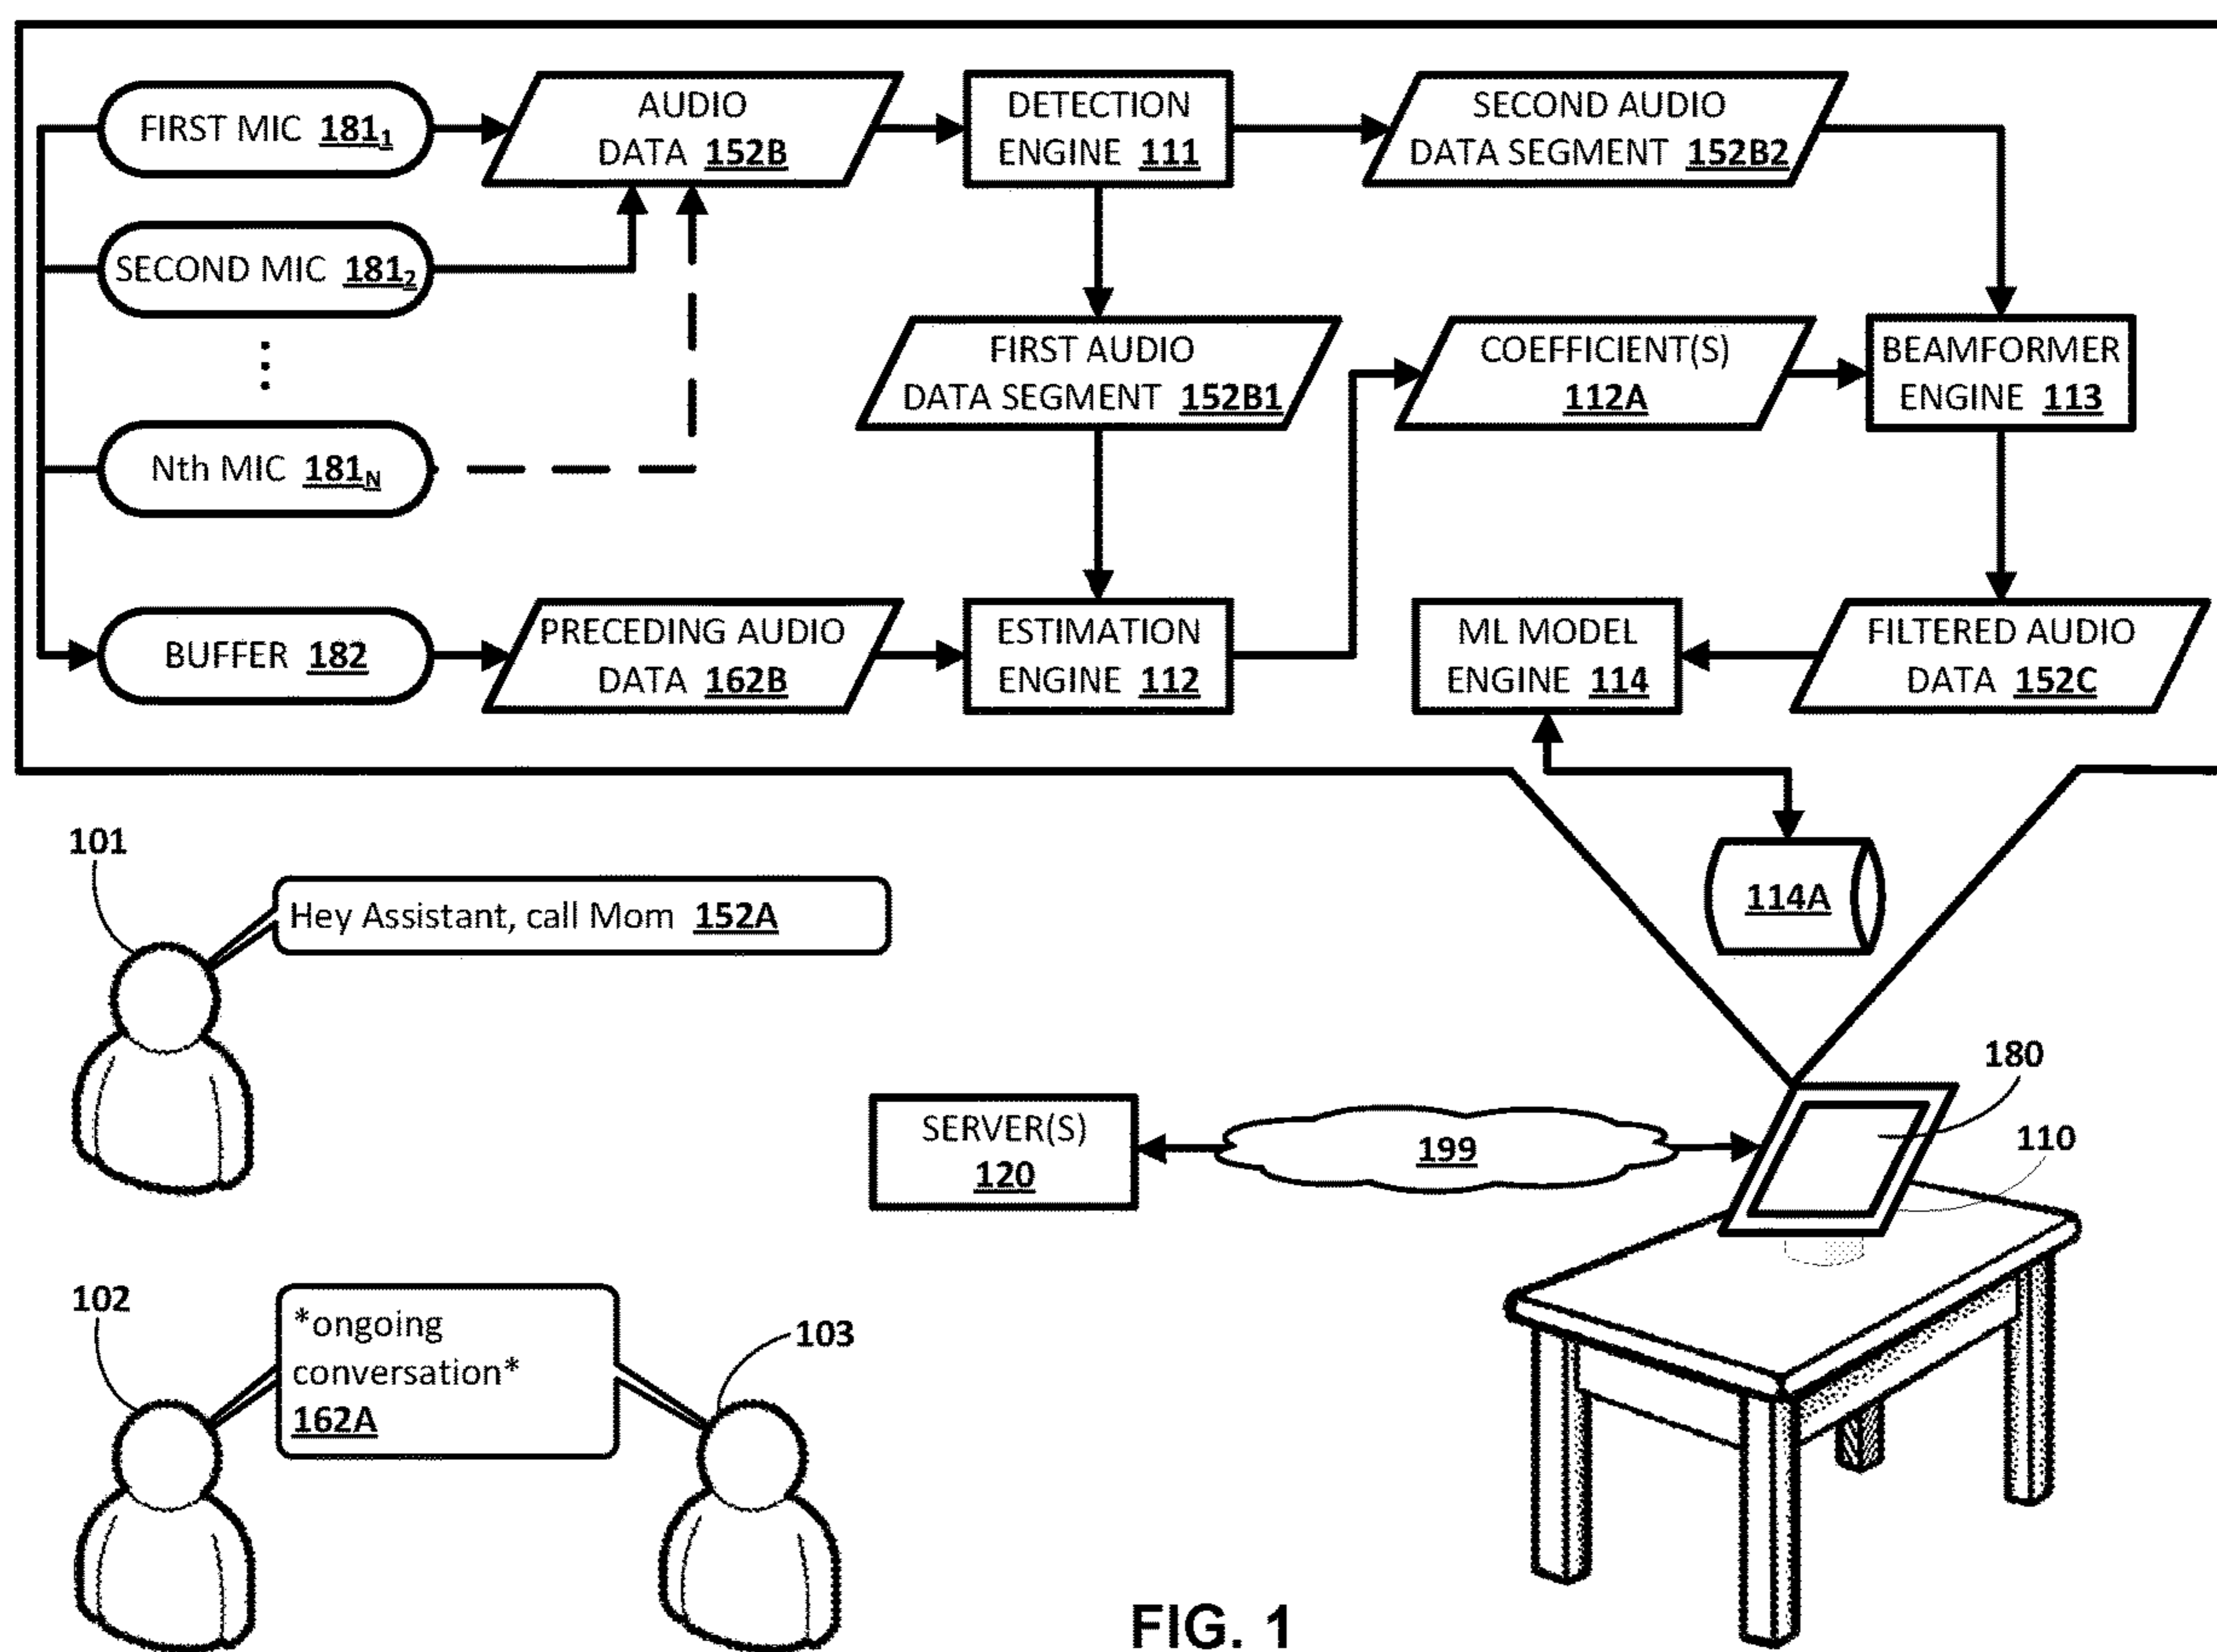 FIRST MIC 181₁
AUDIO
DATA 152B
DETECTION
ENGINE 111
SECOND AUDIO
DATA SEGMENT 152B2
SECOND MIC 181₂
FIRST AUDIO
DATA SEGMENT 152B1
COEFFICIENT(S)
112A
BEAMFORMER
ENGINE 113
Nth MIC 181N
BUFFER 182
PRECEDING AUDIO
DATA 162B
ESTIMATION
ENGINE 112
ML MODEL
ENGINE 114
FILTERED AUDIO
DATA 152C
114A
101
Hey Assistant, call Mom 152A
180
110
SERVER(S)
120
199
102
*ongoing
conversation*
162A
103
FIG. 1